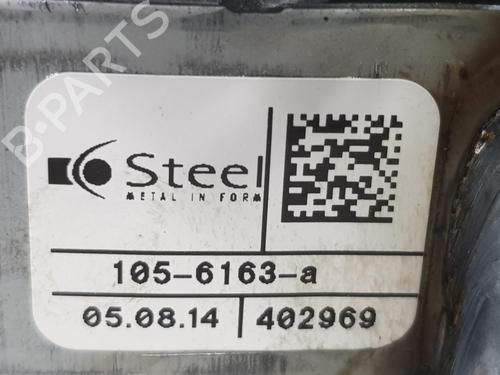 B-PARTS
Steel
METAL IN FORM
105-6163-a
05.08.14
402969